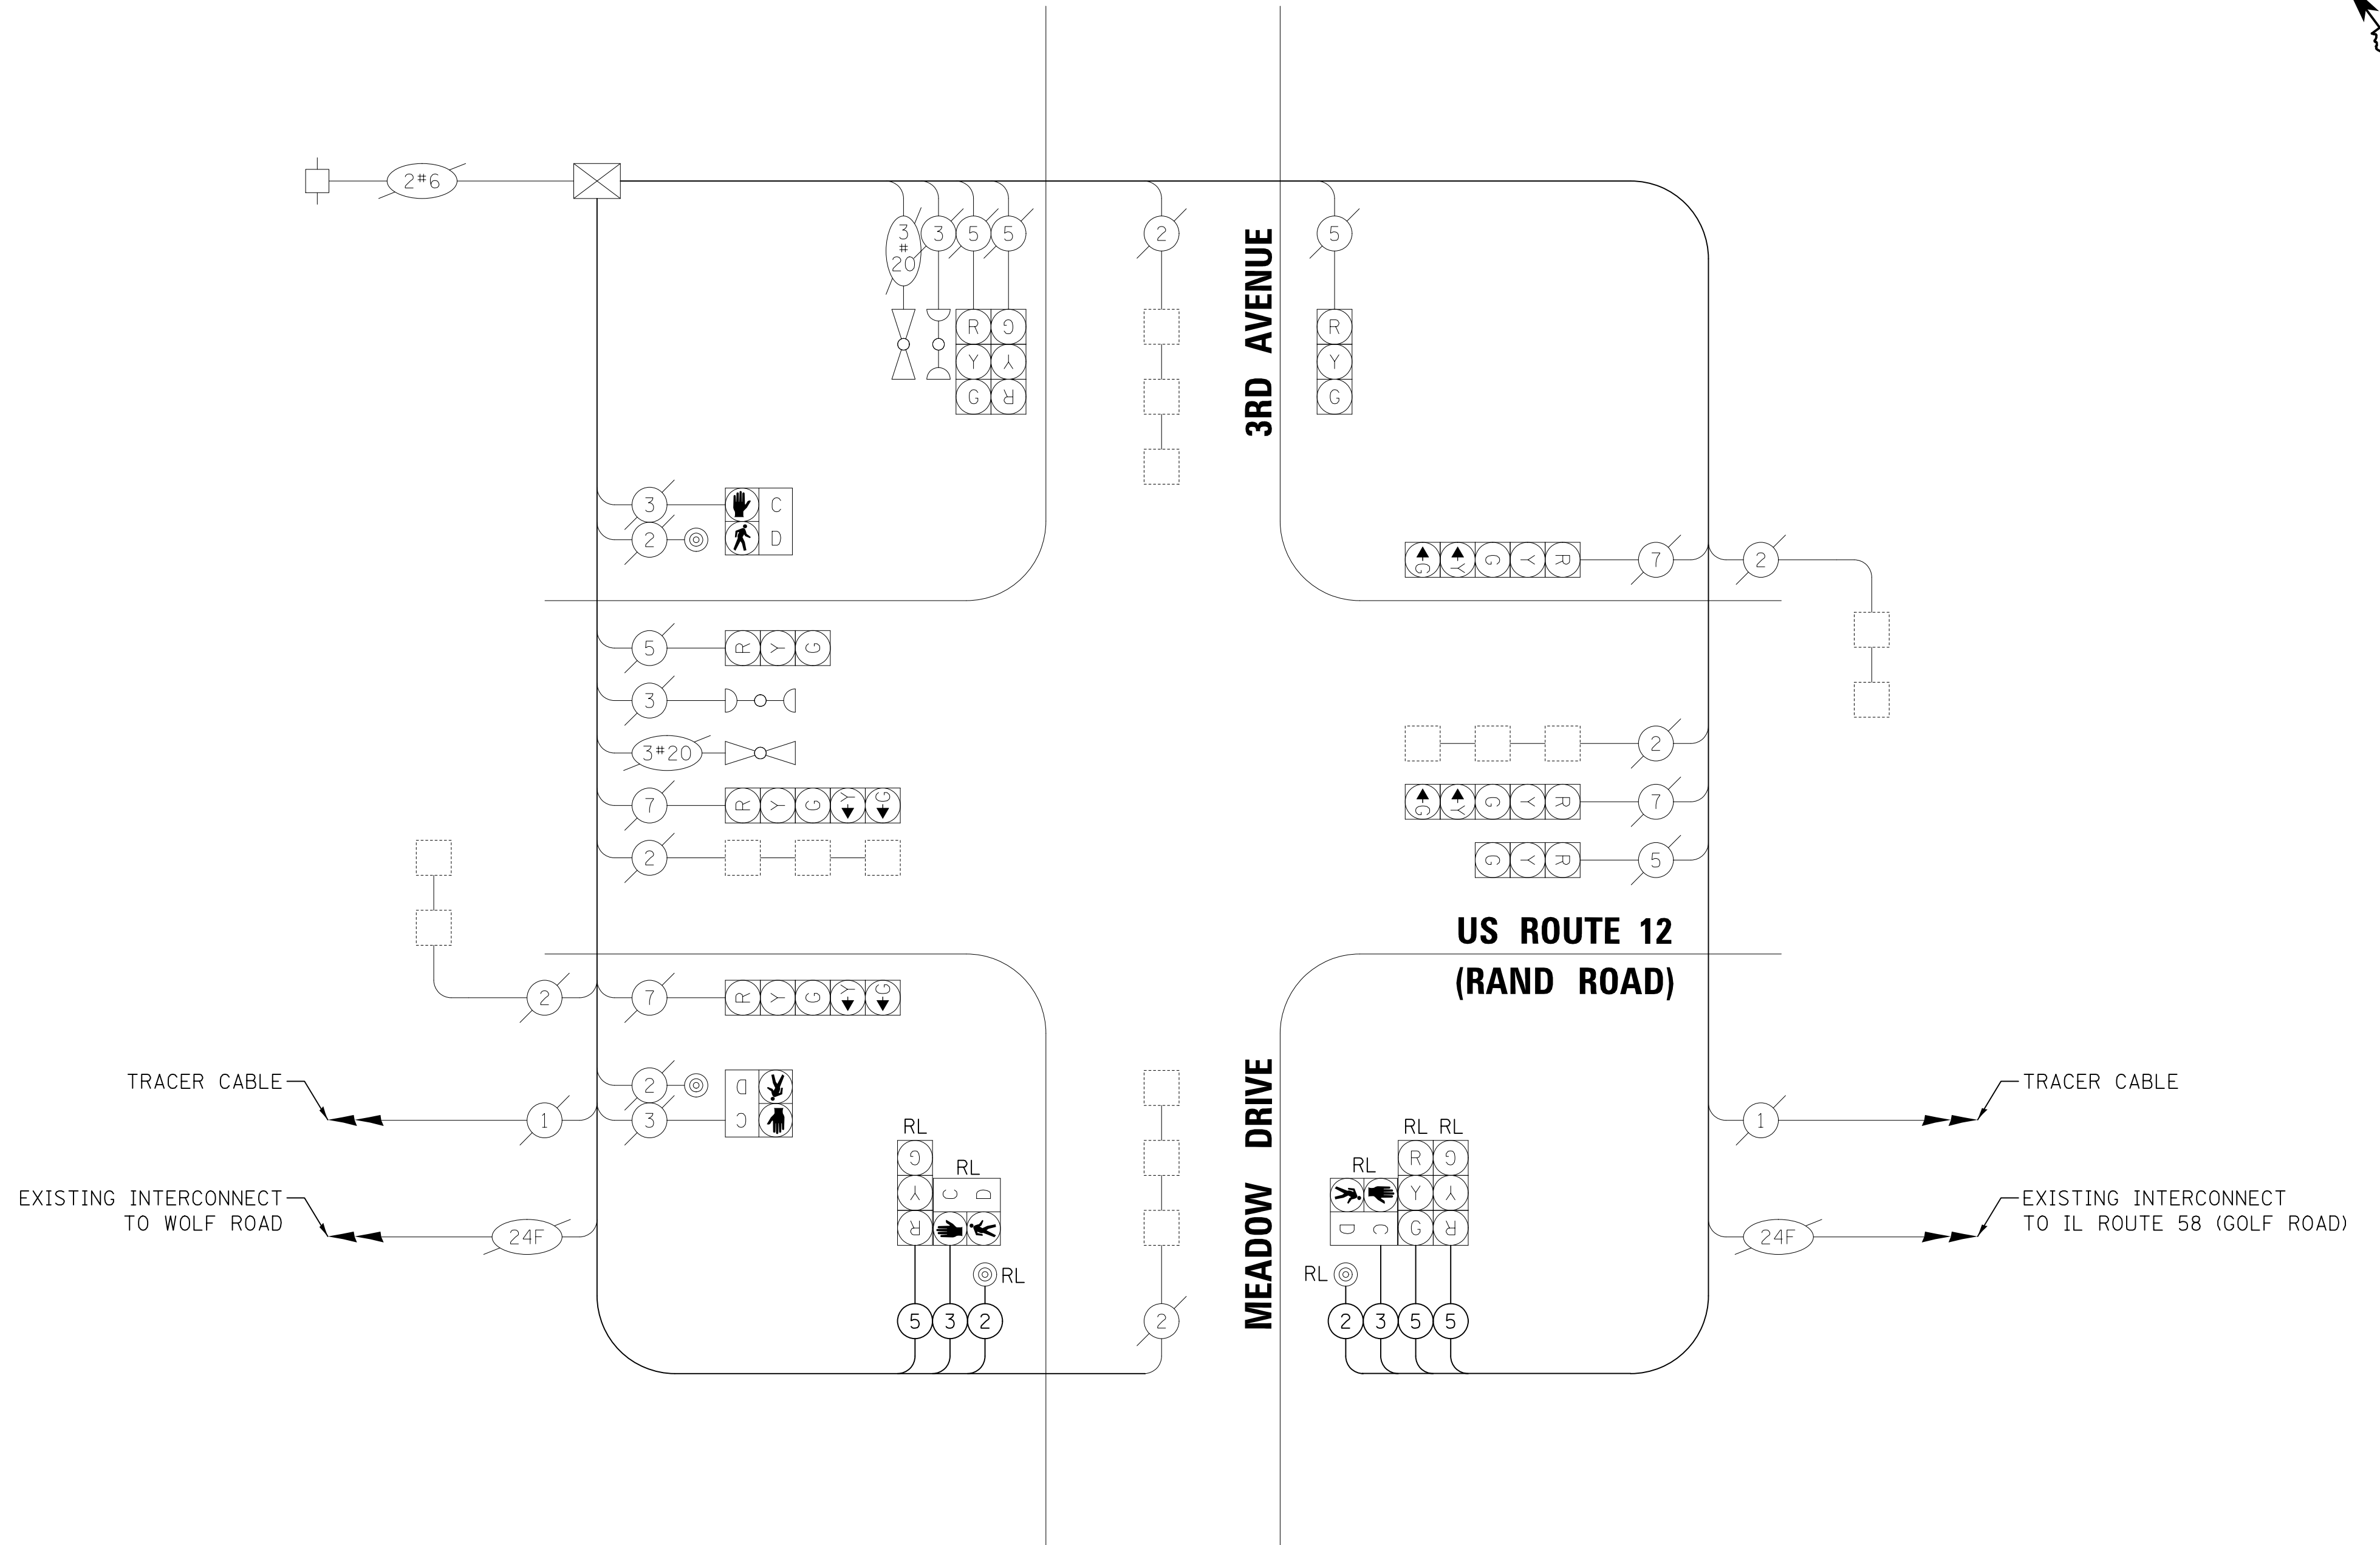 2#6
3 # 20
3
5
5
2
5
R G
Y Y
G R
R
Y
G
3RD AVENUE
3 C
2 D
G Y G Y R 7 2
5 R Y G
3
3#20
2
7 R Y G Y G
G Y G Y R 7
2
G Y R 5
US ROUTE 12
(RAND ROAD)
2 7 R Y G Y G
TRACER CABLE
1
2 D
3 C
TRACER CABLE
1
EXISTING INTERCONNECT
TO WOLF ROAD
24F
EXISTING INTERCONNECT
TO IL ROUTE 58 (GOLF ROAD)
24F
RL
G
Y
R
RL
C D
RL
5 3 2
2
MEADOW DRIVE
RL
D C
RL RL
R G
Y Y
G R
RL
2 3 5 5